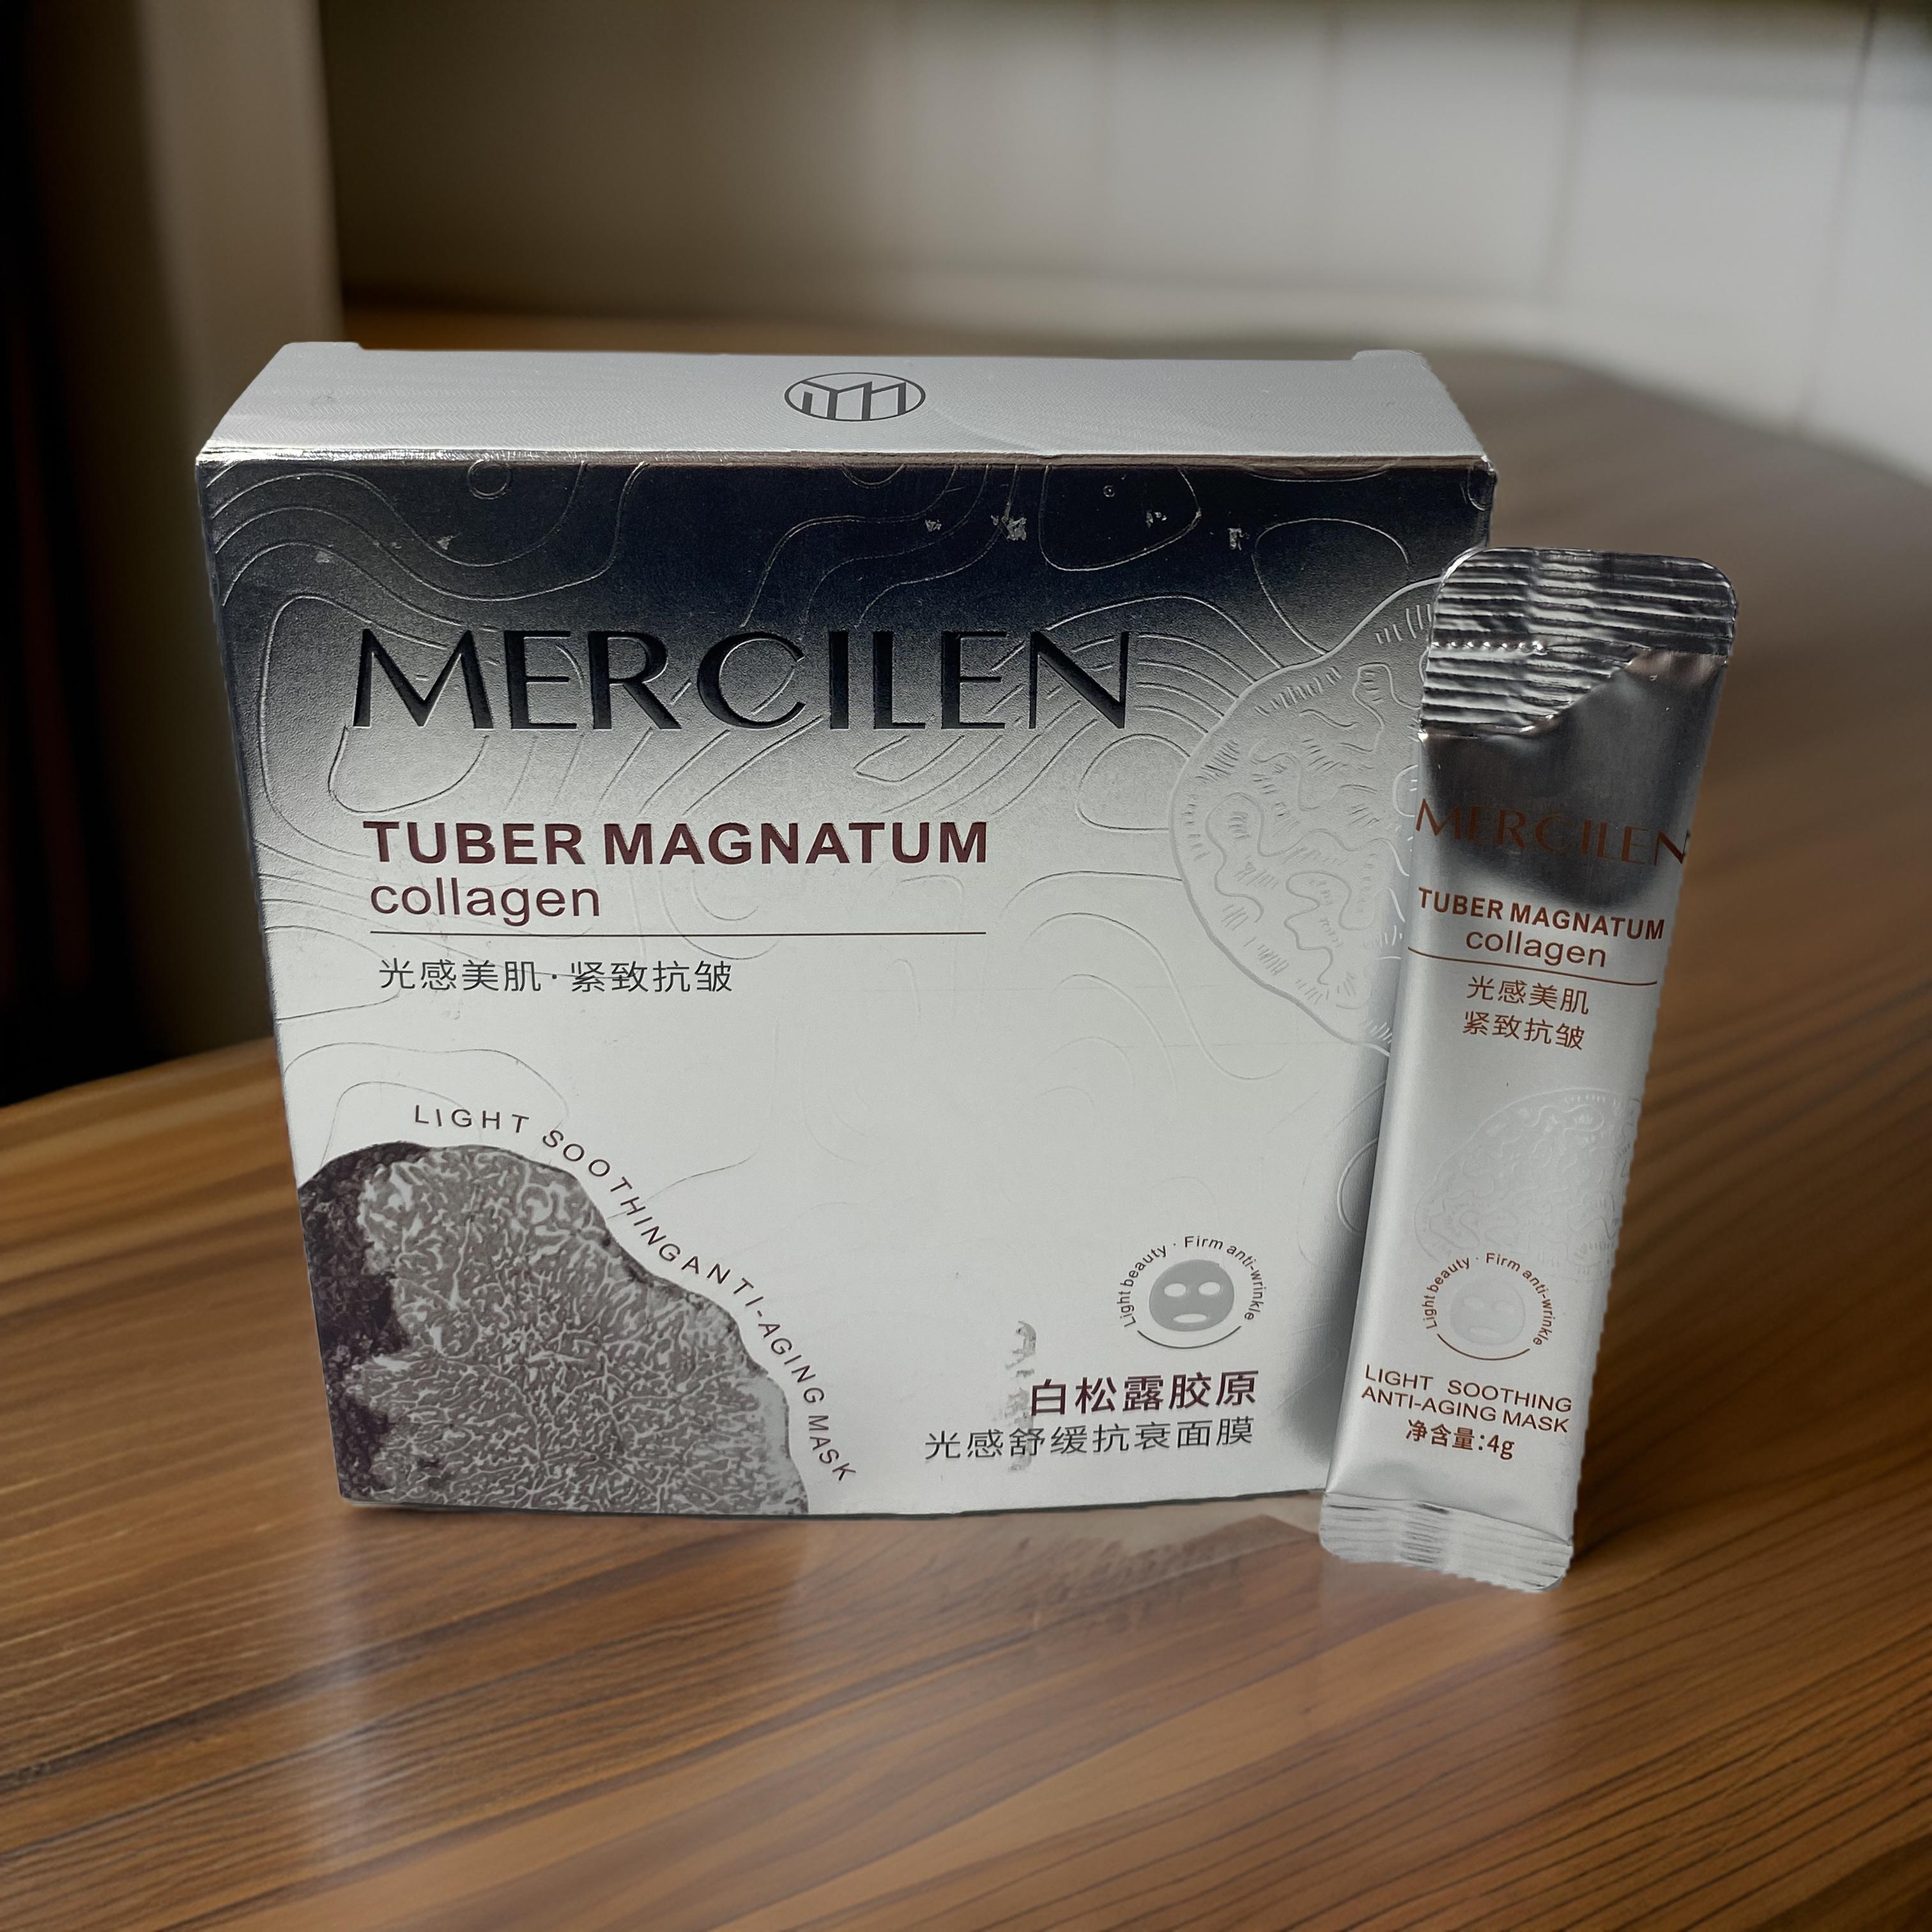 MERCILEN
TUBER MAGNATUM
collagen
光感美肌·紧致抗皱
LIGHT SOOTHINGANTI-AGING MASK
Light beauty · Firm anti-wrinkle
白松露胶原
光感舒缓抗衰面膜
MERCILEN
TUBER MAGNATUM
collagen
光感美肌
紧致抗皱
Light beauty · Firm anti-wrinkle
LIGHT SOOTHING
ANTI-AGING MASK
净含量:4g